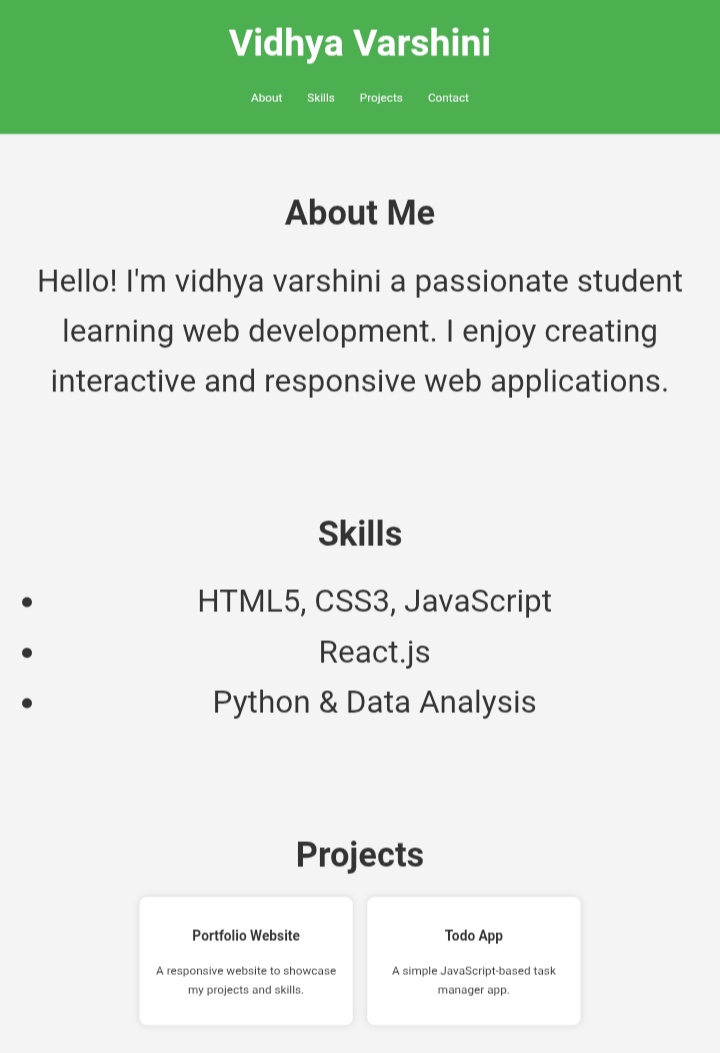 Vidhya Varshini
About Skills Projects Contact
About Me
Hello! I'm vidhya varshini a passionate student
learning web development. I enjoy creating
interactive and responsive web applications.
Skills
• HTML5, CSS3, JavaScript
• React.js
• Python & Data Analysis
Projects
Portfolio Website
A responsive website to showcase
my projects and skills.
Todo App
A simple JavaScript-based task
manager app.